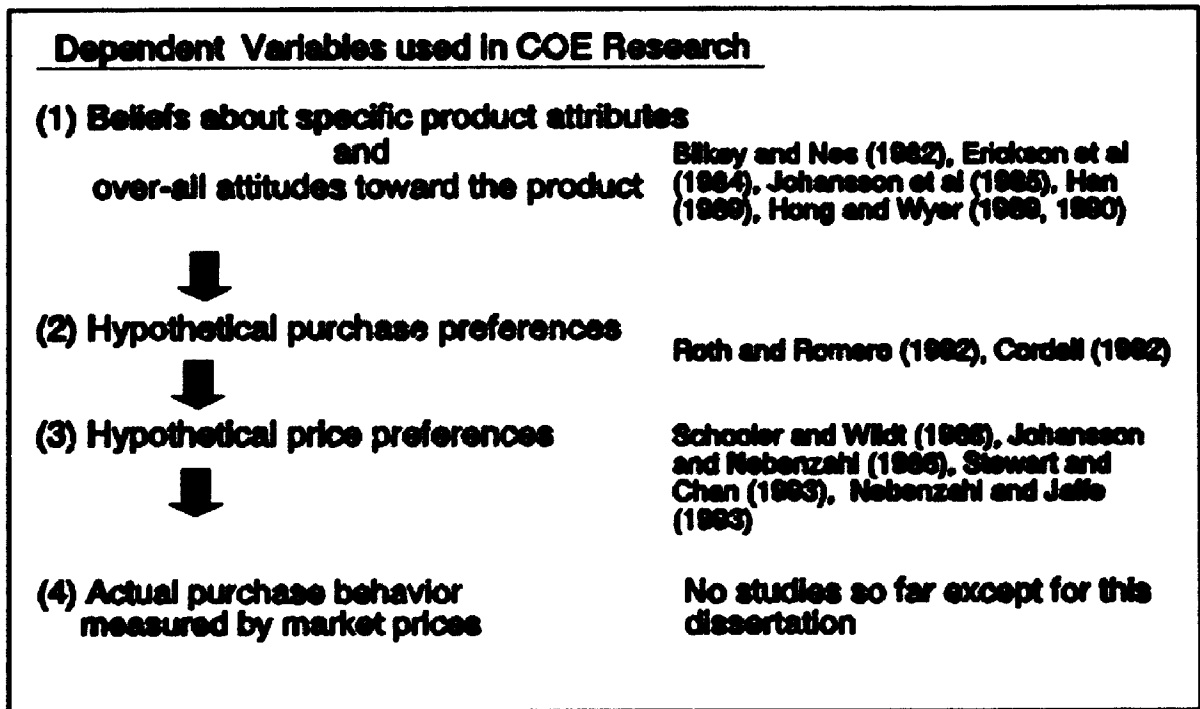 Dependent Variables used in COE Research
(1) Beliefs about specific product attributes
and
over-all attitudes toward the product
Bilkey and Nes (1982), Erickson et al
(1984), Johansson et al (1985), Han
(1989), Hong and Wyer (1989, 1990)
(2) Hypothetical purchase preferences
Roth and Romero (1992), Cordell (1992)
(3) Hypothetical price preferences
Schooler and Wildt (1968), Johansson
and Nebenzahl (1986), Stewart and
Chan (1993), Nebenzahl and Jaffe
(1993)
(4) Actual purchase behavior
measured by market prices
No studies so far except for this
dissertation